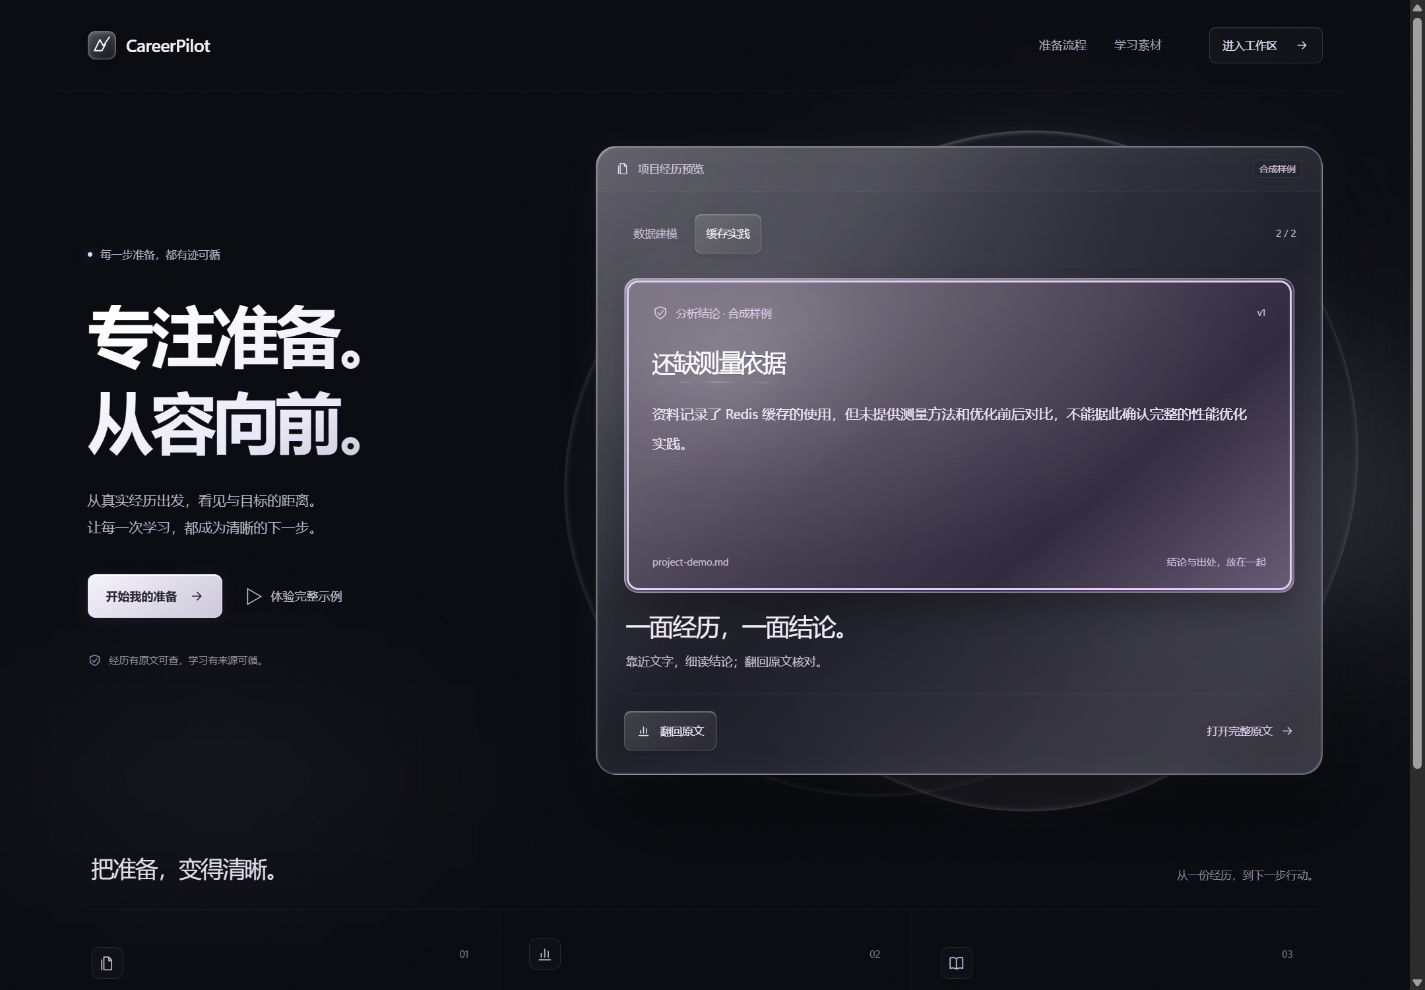 CareerPilot
准备流程
学习素材
进入工作区
每一步准备，都有迹可循
专注准备。
从容向前。
从真实经历出发，看见与目标的距离。
让每一次学习，都成为清晰的下一步。
开始我的准备
体验完整示例
经历有原文可查，学习有来源可循。
项目经历预览
合成样例
数据建模
缓存实践
2 / 2
分析结论 · 合成样例
v1
还缺测量依据
资料记录了 Redis 缓存的使用，但未提供测量方法和优化前后对比，不能据此确认完整的性能优化
实践。
project-demo.md
结论与出处，放在一起
一面经历，一面结论。
靠近文字，细读结论；翻回原文核对。
翻回原文
打开完整原文
把准备，变得清晰。
从一份经历，到下一步行动。
01
02
03